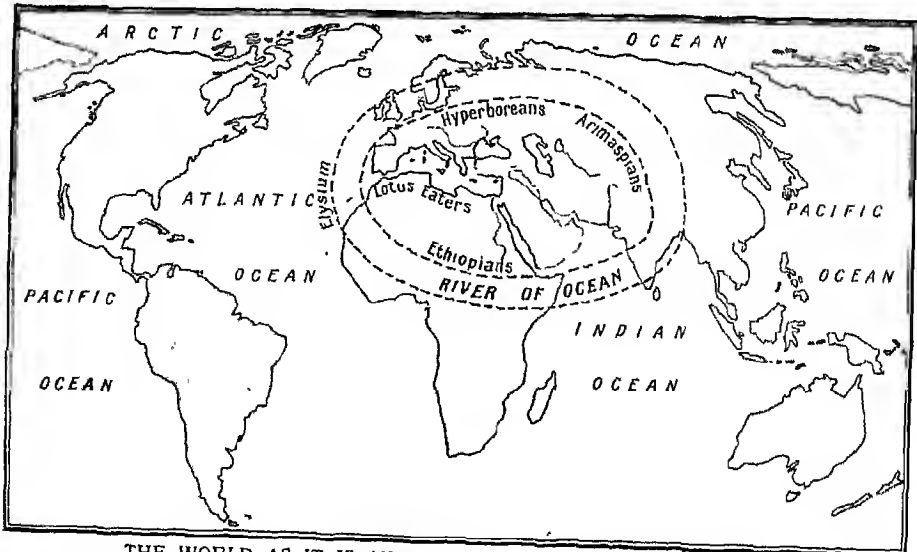 ARCTIC OCEAN
Hyperboreans
Arimaspians
Elysium
Lotus Eaters
ATLANTIC
OCEAN
PACIFIC
OCEAN
Ethiopians
RIVER OF OCEAN
PACIFIC
OCEAN
INDIAN
OCEAN
THE WORLD AS IT IS